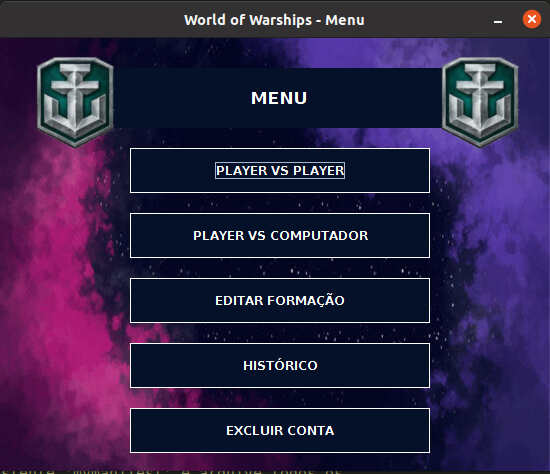 World of Warships - Menu
MENU
PLAYER VS PLAYER
PLAYER VS COMPUTADOR
EDITAR FORMAÇÃO
HISTÓRICO
EXCLUIR CONTA